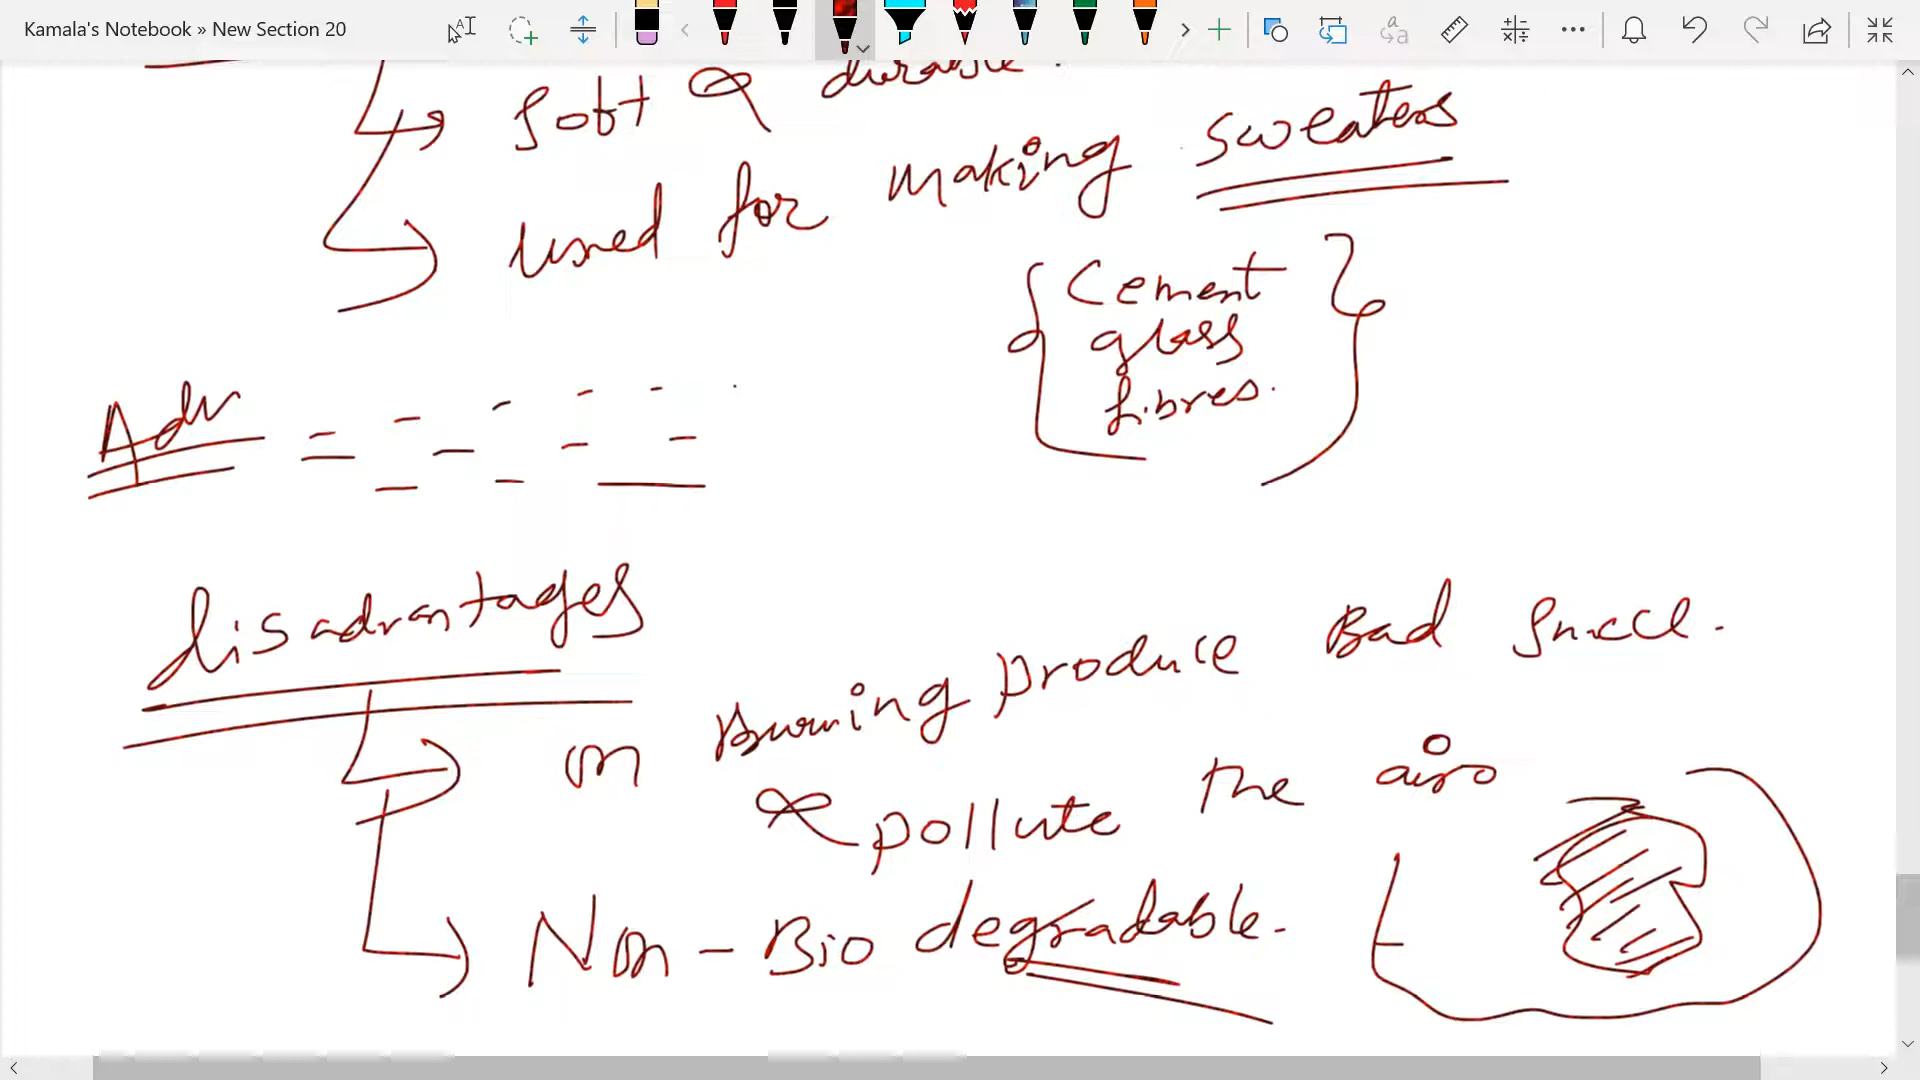 Kamala's Notebook » New Section 20
Soft & durable.
used for making sweaters
{ Cement
glass
fibres. }
Adv
disadvantages
on Burning produce Bad smell.
& pollute the air
Non-Bio degradable.